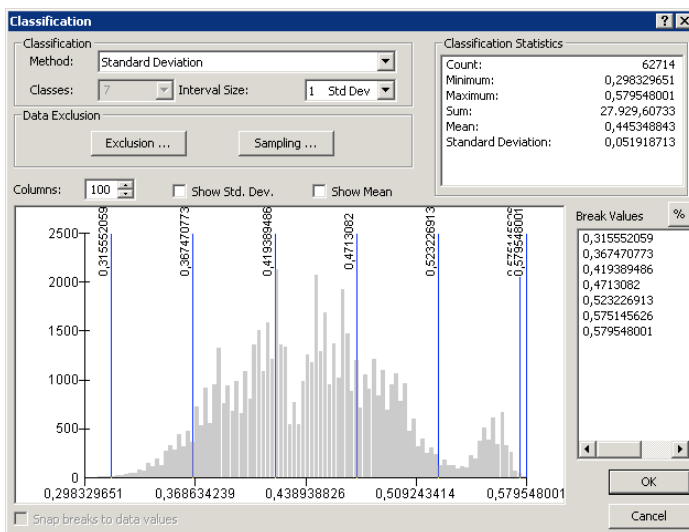 Classification
Classification
Method: Standard Deviation
Classes: 7 Interval Size: 1 Std Dev
Data Exclusion
Exclusion ... Sampling ...
Classification Statistics
Count: 62714
Minimum: 0,298329651
Maximum: 0,579548001
Sum: 27.929,60733
Mean: 0,445348843
Standard Deviation: 0,051918713
Columns: 100 Show Std. Dev. Show Mean
Break Values %
0,315552059
0,367470773
0,419389486
0,4713082
0,523226913
0,575145626
0,579548001
2500
2000
1500
1000
500
0
0,315552059
0,367470773
0,419389486
0,4713082
0,523226913
0,575145626
0,579548001
0,298329651 0,368634239 0,438938826 0,509243414 0,579548001
Snap breaks to data values
OK
Cancel